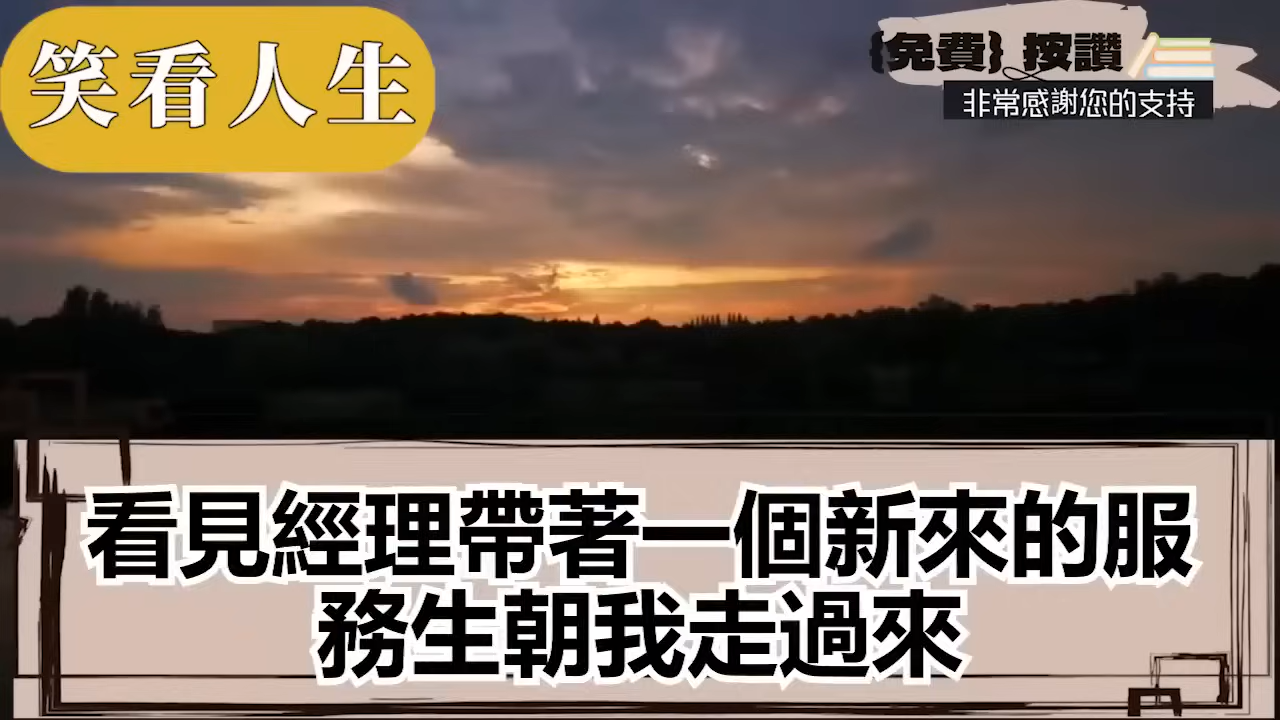 笑看人生
{免費} 按讚
非常感謝您的支持
看見經理帶著一個新來的服
務生朝我走過來